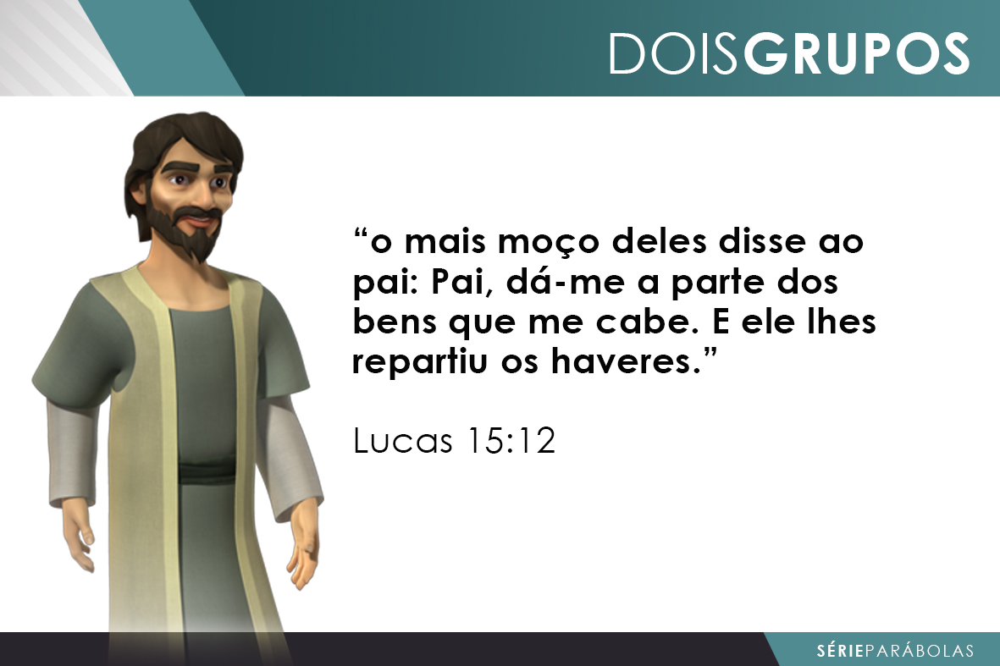 DOISGRUPOS
“o mais moço deles disse ao
pai: Pai, dá-me a parte dos
bens que me cabe. E ele lhes
repartiu os haveres.”
Lucas 15:12
SÉRIEPARÁBOLAS